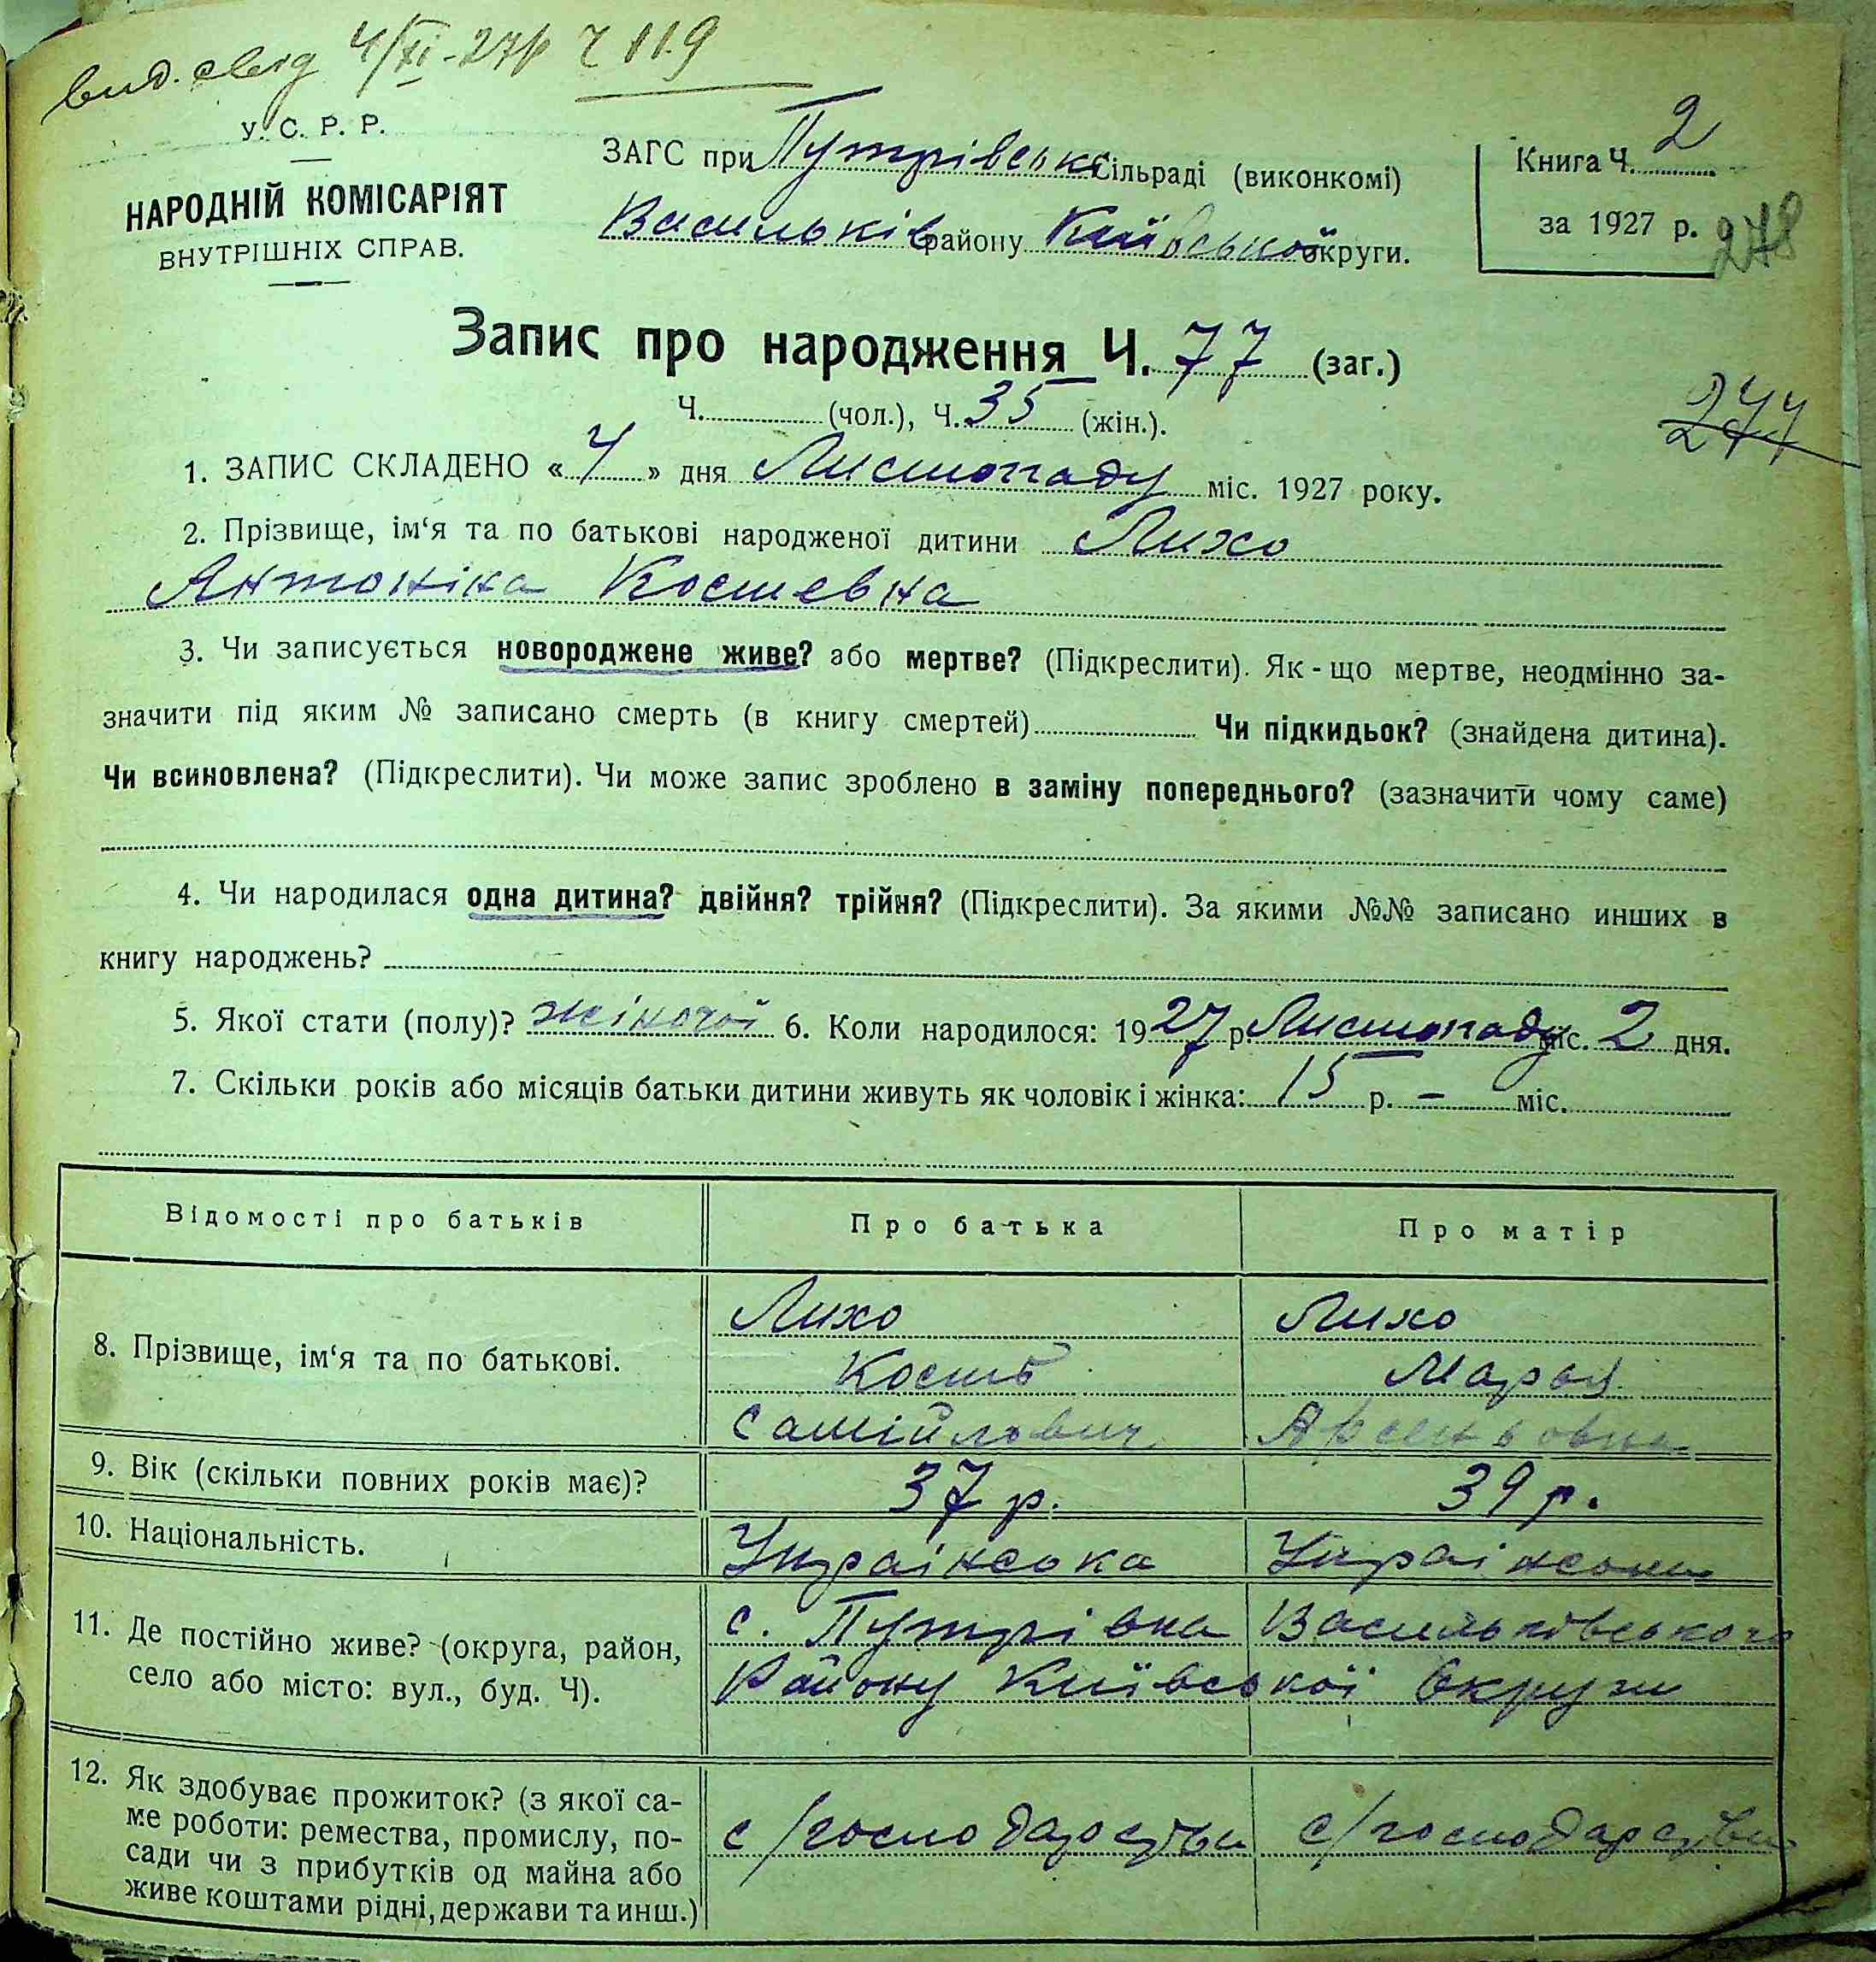 вид. свід 4/XI-27р Ч 119
У. С. Р. Р.
НАРОДНІЙ КОМІСАРІЯТ
ВНУТРІШНІХ СПРАВ.
ЗАГС при Путрівські сільраді (виконкомі)
Васильків району Київської округи.
Книга Ч. 2
за 1927 р.
278
Запис про народження Ч. 77 (заг.)
Ч. (чол.), Ч. 35 (жін.).
277
1. ЗАПИС СКЛАДЕНО « 4 » дня Листопаду міс. 1927 року.
2. Прізвище, ім‘я та по батькові народженої дитини Лихо
Антоніна Костевна
3. Чи записується новороджене живе? або мертве? (Підкреслити). Як-що мертве, неодмінно за-
значити під яким № записано смерть (в книгу смертей) Чи підкидьок? (знайдена дитина).
Чи всиновлена? (Підкреслити). Чи може запис зроблено в заміну попереднього? (зазначити чому саме)
4. Чи народилася одна дитина? двійня? трійня? (Підкреслити). За якими №№ записано инших в
книгу народжень?
5. Якої стати (полу)? жіночої 6. Коли народилося: 1927 р. Листопаду міс. 2 дня.
7. Скільки років або місяців батьки дитини живуть як чоловік і жінка: 15 р. – міс.
Відомості про батьків Про батька Про матір
8. Прізвище, ім‘я та по батькові.
Лихо
Кость
Самійлович
Лихо
Марья
Арсеньовна
9. Вік (скільки повних років має)? 37 р. 39 р.
10. Національність. Українська Українська
11. Де постійно живе? (округа, район,
село або місто: вул., буд. Ч).
с. Путрівка Васильківського
Району Київської Округи
12. Як здобуває прожиток? (з якої са-
ме роботи: ремества, промислу, по-
сади чи з прибутків од майна або
живе коштами рідні, держави та инш.)
с/господарства с/господарства